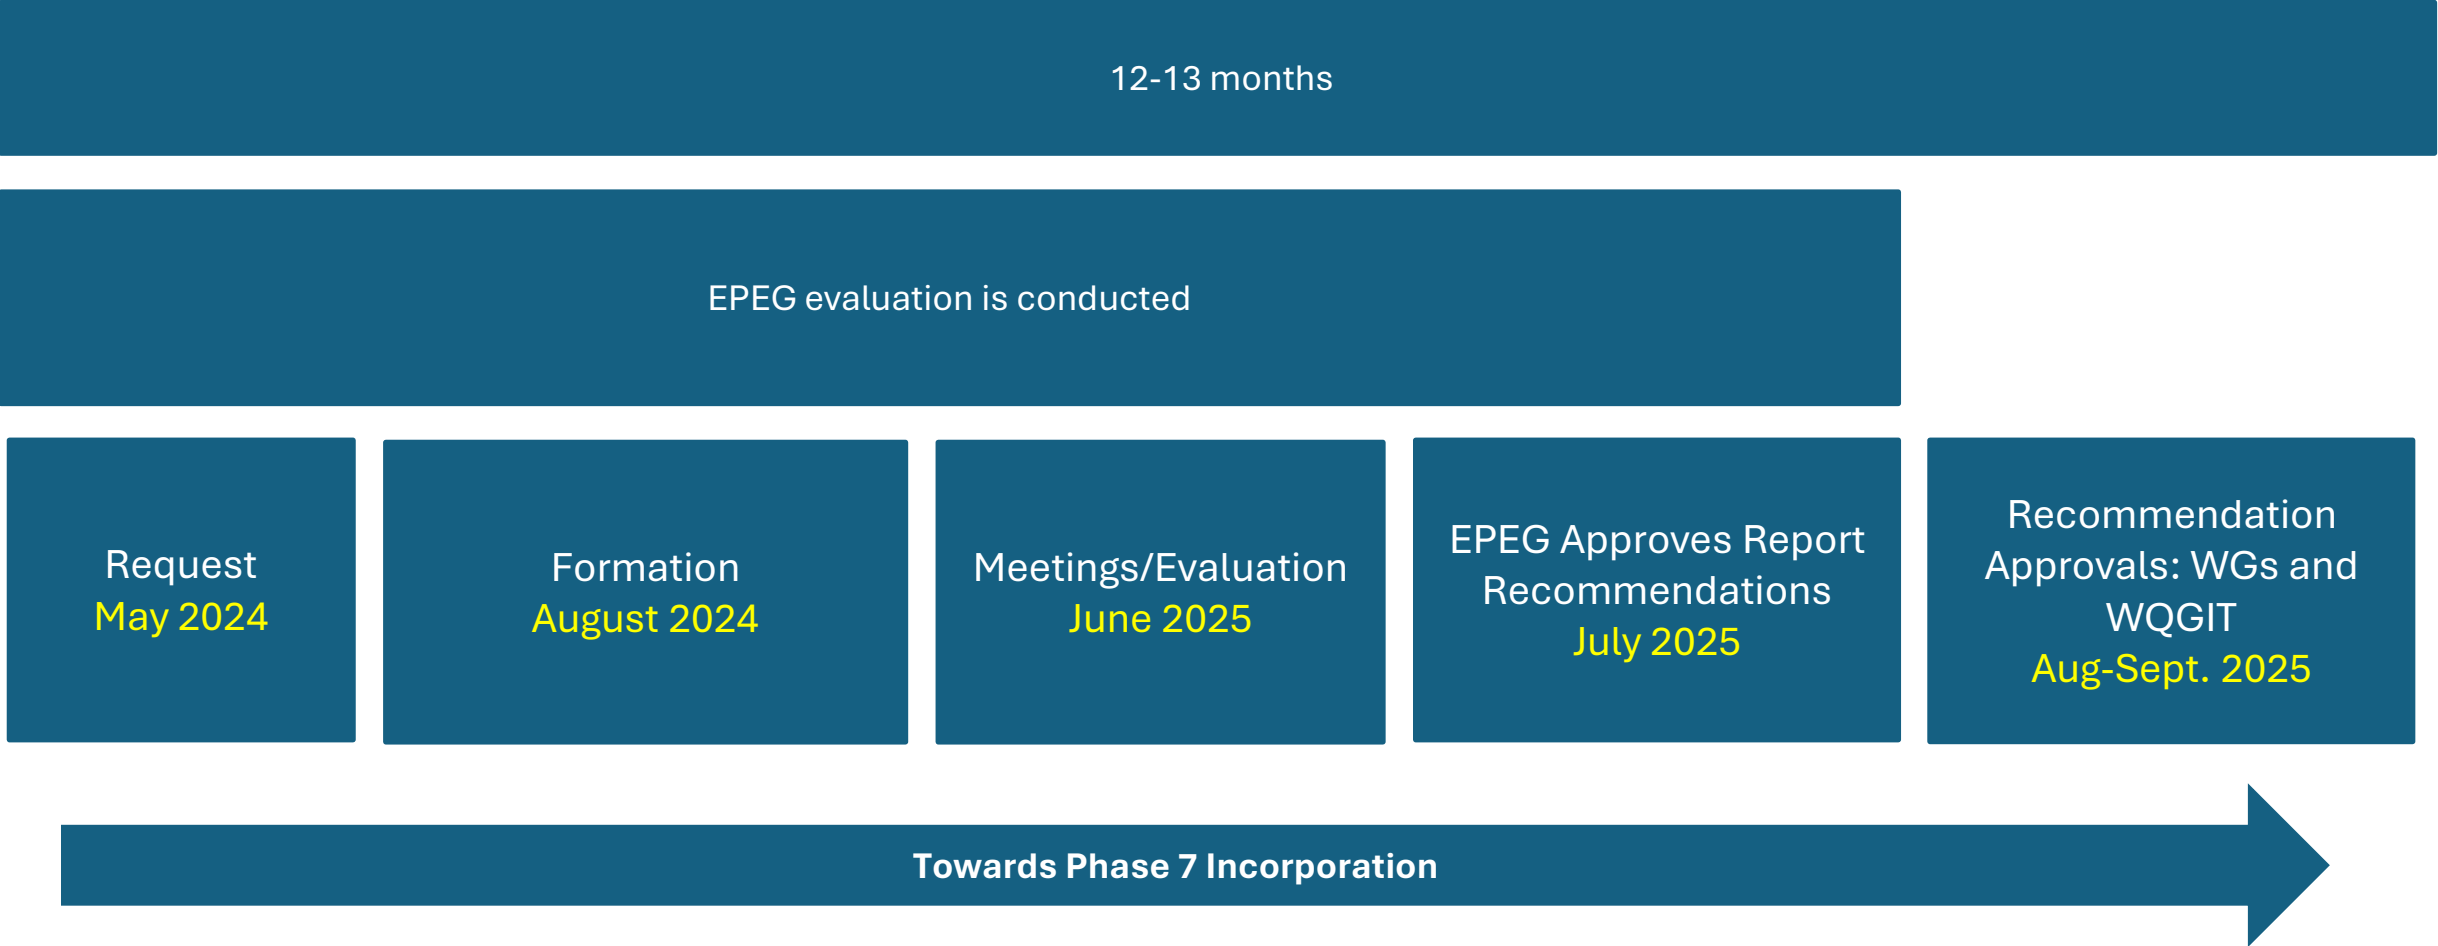 12-13 months
EPEG evaluation is conducted
Request
May 2024
Formation
August 2024
Meetings/Evaluation
June 2025
EPEG Approves Report
Recommendations
July 2025
Recommendation
Approvals: WGs and
WQGIT
Aug-Sept. 2025
Towards Phase 7 Incorporation